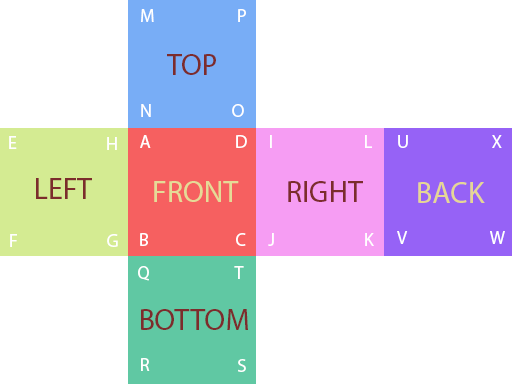 M P
TOP
N O
E H A D I L U X
LEFT FRONT RIGHT BACK
F G B C J K V W
Q T
BOTTOM
R S